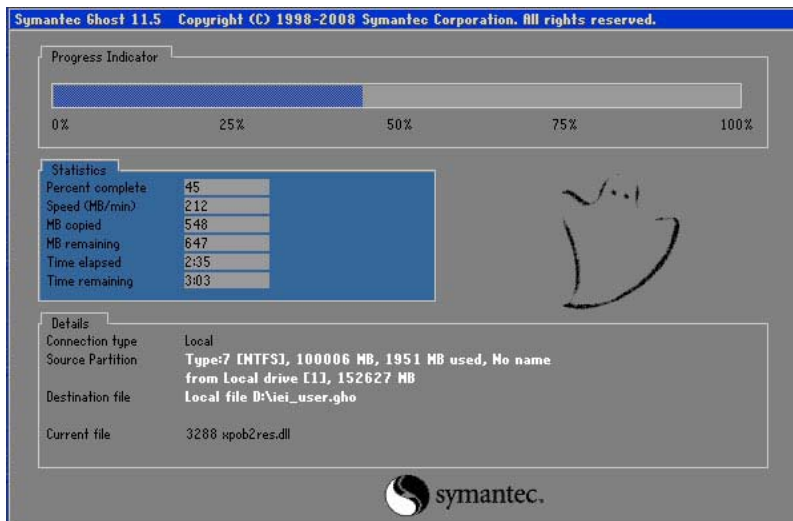 Symantec Ghost 11.5 Copyright (C) 1998-2008 Symantec Corporation. All rights reserved.
Progress Indicator
0% 25% 50% 75% 100%
Statistics
Percent complete 45
Speed (MB/min) 212
MB copied 548
MB remaining 647
Time elapsed 2:35
Time remaining 3:03
Details
Connection type Local
Source Partition Type:7 [NTFS], 100006 MB, 1951 MB used, No name
from Local drive [1], 152627 MB
Destination file Local file D:\iei_user.gho
Current file 3288 xpob2res.dll
symantec.